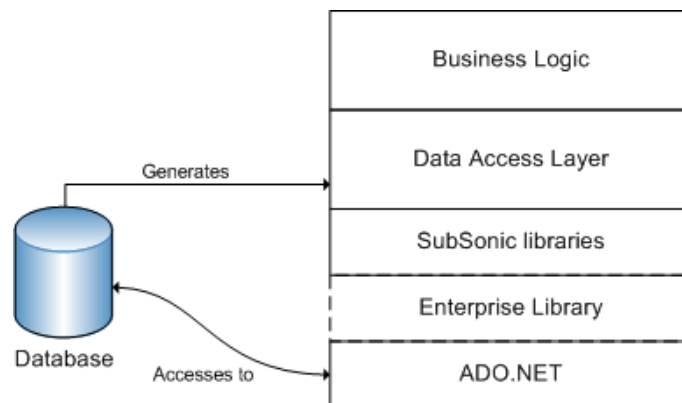 Business Logic
Generates
Data Access Layer
SubSonic libraries
Enterprise Library
Database
Accesses to
ADO.NET